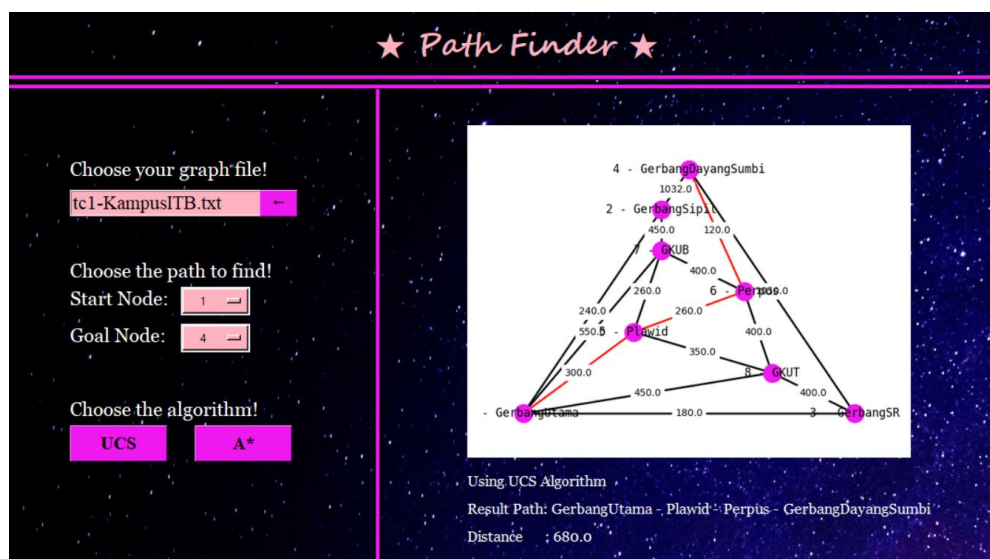 ★ Path Finder ★
Choose your graph file!
tc1-KampusITB.txt ←
Choose the path to find!
Start Node: 1
Goal Node: 4
Choose the algorithm!
UCS A*
4 - GerbangDayangSumbi
1032.0
2 - GerbangSipil
450.0 120.0
7 - GKUB
400.0
260.0 6 - Perpus
240.0 260.0
550.0 5 - Plawid 400.0
350.0
300.0 8 - GKUT
450.0 400.0
- GerbangUtama 180.0 3 - GerbangSR
Using UCS Algorithm
Result Path: GerbangUtama - Plawid - Perpus - GerbangDayangSumbi
Distance : 680.0